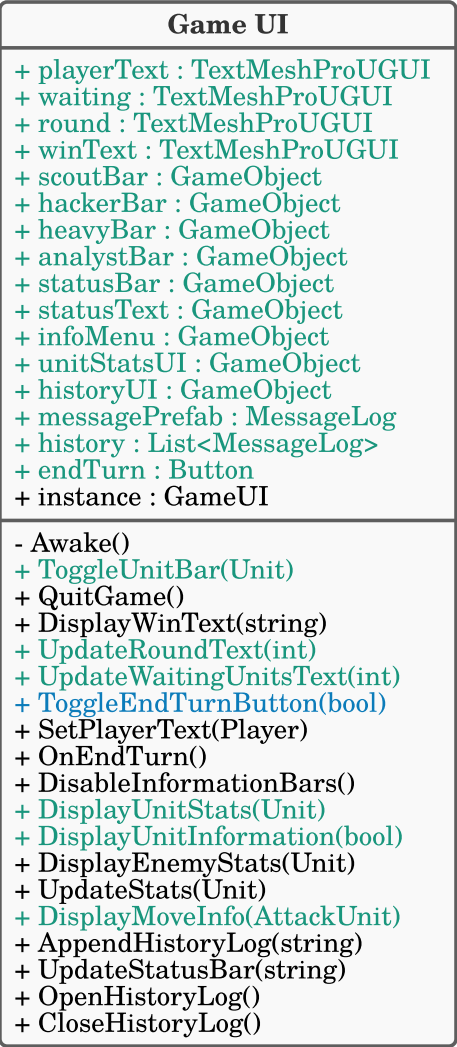 Game UI
+ playerText : TextMeshProUGUI
+ waiting : TextMeshProUGUI
+ round : TextMeshProUGUI
+ winText : TextMeshProUGUI
+ scoutBar : GameObject
+ hackerBar : GameObject
+ heavyBar : GameObject
+ analystBar : GameObject
+ statusBar : GameObject
+ statusText : GameObject
+ infoMenu : GameObject
+ unitStatsUI : GameObject
+ historyUI : GameObject
+ messagePrefab : MessageLog
+ history : List<MessageLog>
+ endTurn : Button
+ instance : GameUI
- Awake()
+ ToggleUnitBar(Unit)
+ QuitGame()
+ DisplayWinText(string)
+ UpdateRoundText(int)
+ UpdateWaitingUnitsText(int)
+ ToggleEndTurnButton(bool)
+ SetPlayerText(Player)
+ OnEndTurn()
+ DisableInformationBars()
+ DisplayUnitStats(Unit)
+ DisplayUnitInformation(bool)
+ DisplayEnemyStats(Unit)
+ UpdateStats(Unit)
+ DisplayMoveInfo(AttackUnit)
+ AppendHistoryLog(string)
+ UpdateStatusBar(string)
+ OpenHistoryLog()
+ CloseHistoryLog()